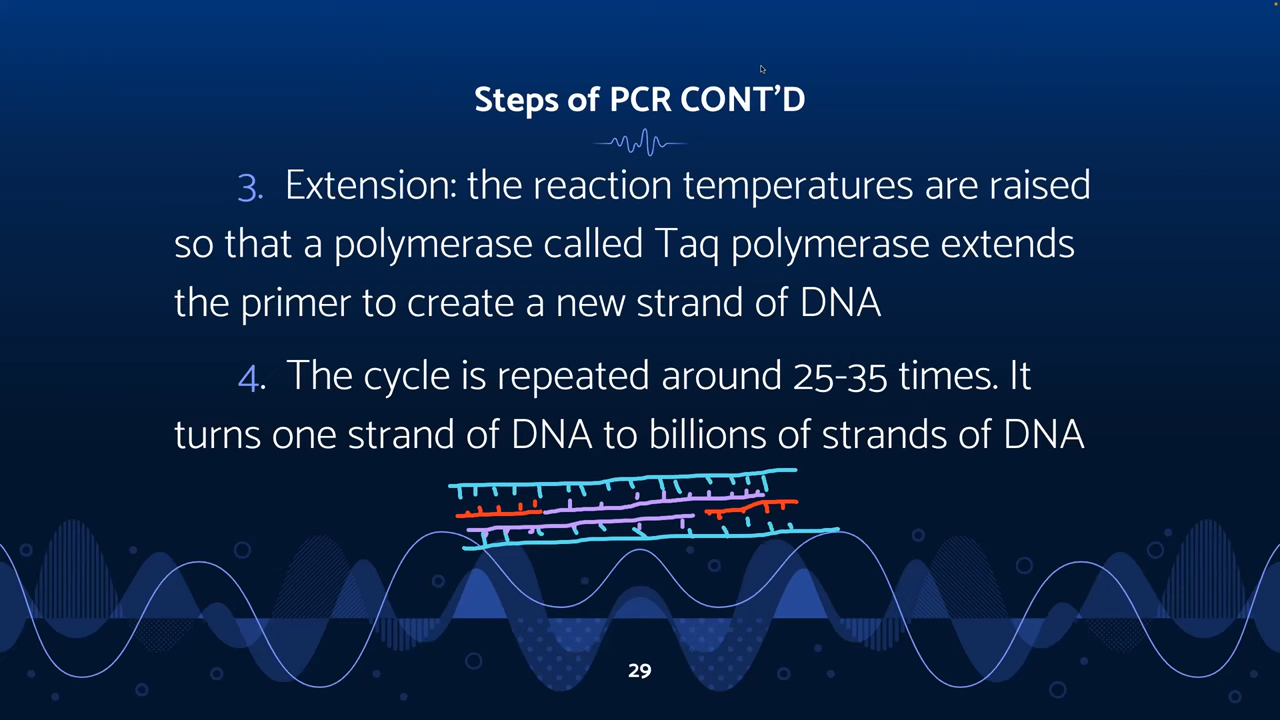 Steps of PCR CONT’D
3. Extension: the reaction temperatures are raised
so that a polymerase called Taq polymerase extends
the primer to create a new strand of DNA
4. The cycle is repeated around 25-35 times. It
turns one strand of DNA to billions of strands of DNA
29